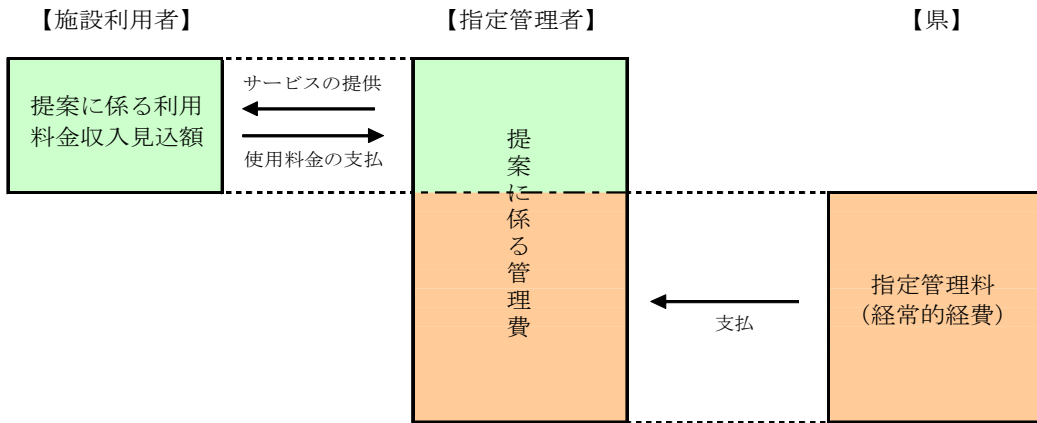 【施設利用者】
【指定管理者】
【県】
提案に係る利用
料金収入見込額
サービスの提供
使用料金の支払
提案に係る管理費
支払
指定管理料
（経常的経費）